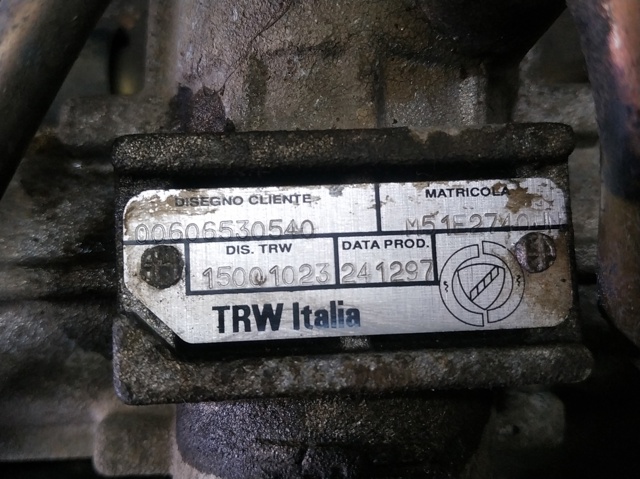 DISEGNO CLIENTE MATRICOLA
00606530540
DIS. TRW DATA PROD.
15001023 241297
TRW Italia